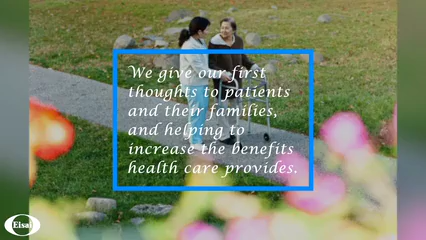 We give our first
thoughts to patients
and their families,
and helping to
increase the benefits
health care provides.
Eisai